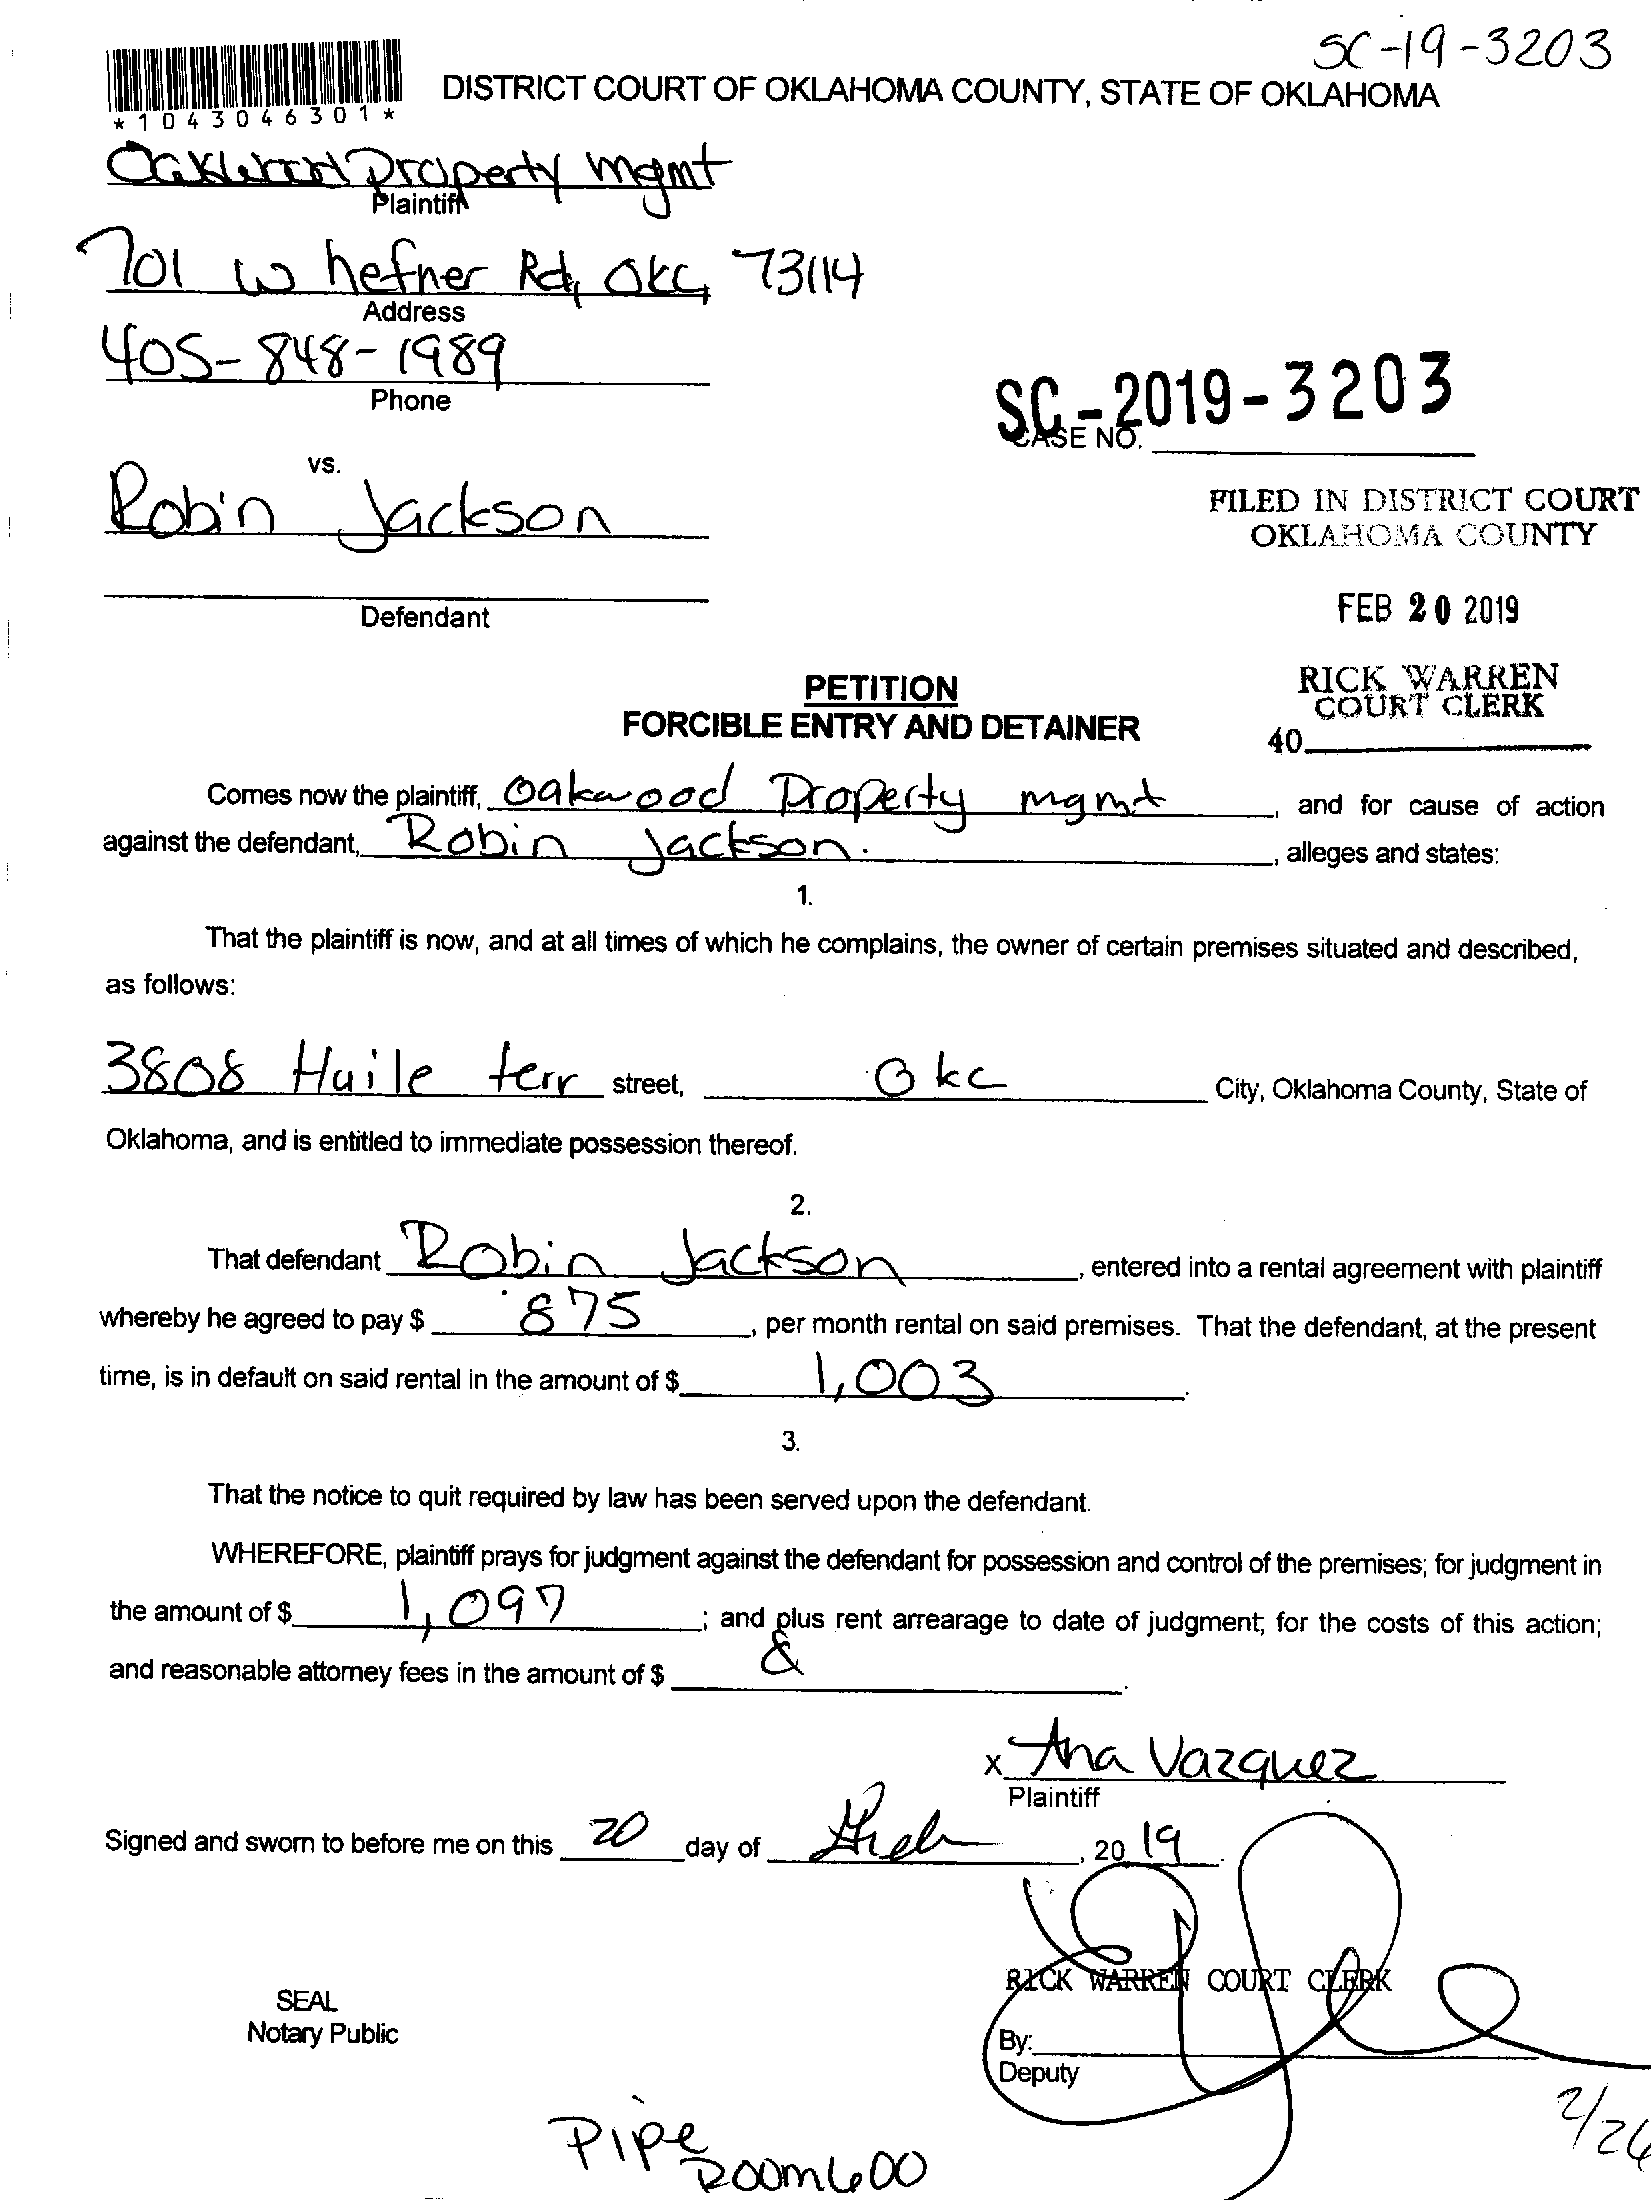 SC-19-3203
*1043046301*
DISTRICT COURT OF OKLAHOMA COUNTY, STATE OF OKLAHOMA
Oakwood Property mgmt
Plaintiff
701 W hefner Rd, OKC, 73114
Address
405-848-1989
Phone
SC-2019-3203
CASE NO.
vs.
Robin Jackson
FILED IN DISTRICT COURT
OKLAHOMA COUNTY
Defendant
FEB 20 2019
PETITION
FORCIBLE ENTRY AND DETAINER
RICK WARREN
COURT CLERK
40
Comes now the plaintiff, Oakwood Property mgmt, and for cause of action
against the defendant, Robin Jackson., alleges and states:
1.
That the plaintiff is now, and at all times of which he complains, the owner of certain premises situated and described,
as follows:
3808 Huile terr street, Okc City, Oklahoma County, State of
Oklahoma, and is entitled to immediate possession thereof.
2.
That defendant Robin Jackson, entered into a rental agreement with plaintiff
whereby he agreed to pay $ 875, per month rental on said premises. That the defendant, at the present
time, is in default on said rental in the amount of $ 1,003.
3.
That the notice to quit required by law has been served upon the defendant.
WHEREFORE, plaintiff prays for judgment against the defendant for possession and control of the premises; for judgment in
the amount of $ 1,097; and plus rent arrearage to date of judgment; for the costs of this action;
and reasonable attorney fees in the amount of $
x Ana Vazquez
Plaintiff
Signed and sworn to before me on this 20 day of Feb, 2019
RICK WARREN COURT CLERK
SEAL
Notary Public
By:
Deputy
Pipe
Room 600